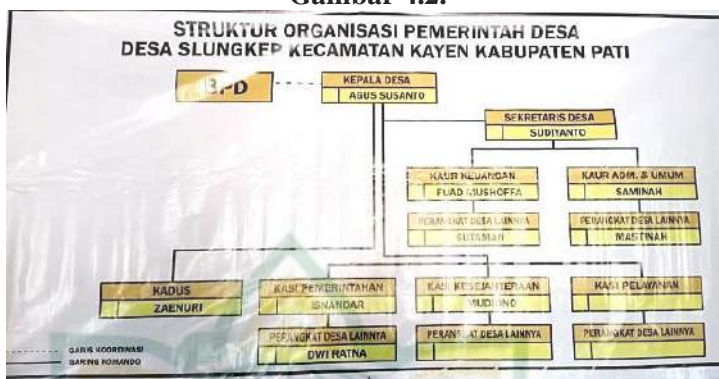 Gambar 4.2.
STRUKTUR ORGANISASI PEMERINTAH DESA
DESA SLUNGKEP KECAMATAN KAYEN KABUPATEN PATI
BPD
KEPALA DESA
AGUS SUSANTO
SEKRETARIS DESA
SUDIYANTO
KAUR KEUANGAN
FUAD MUSHOFFA
KAUR ADM. & UMUM
SAMINAH
PERANGKAT DESA LAINNYA
SUTAMAN
PERANGKAT DESA LAINNYA
MASTINAH
KADUS
ZAENURI
KASI PEMERINTAHAN
ISNANDAR
KASI KESEJAHTERAAN
KASI PELAYANAN
PERANGKAT DESA LAINNYA
DWI RATNA
PERANGKAT DESA LAINNYA
PERANGKAT DESA LAINNYA
GARIS KOORDINASI
GARING KOMANDO